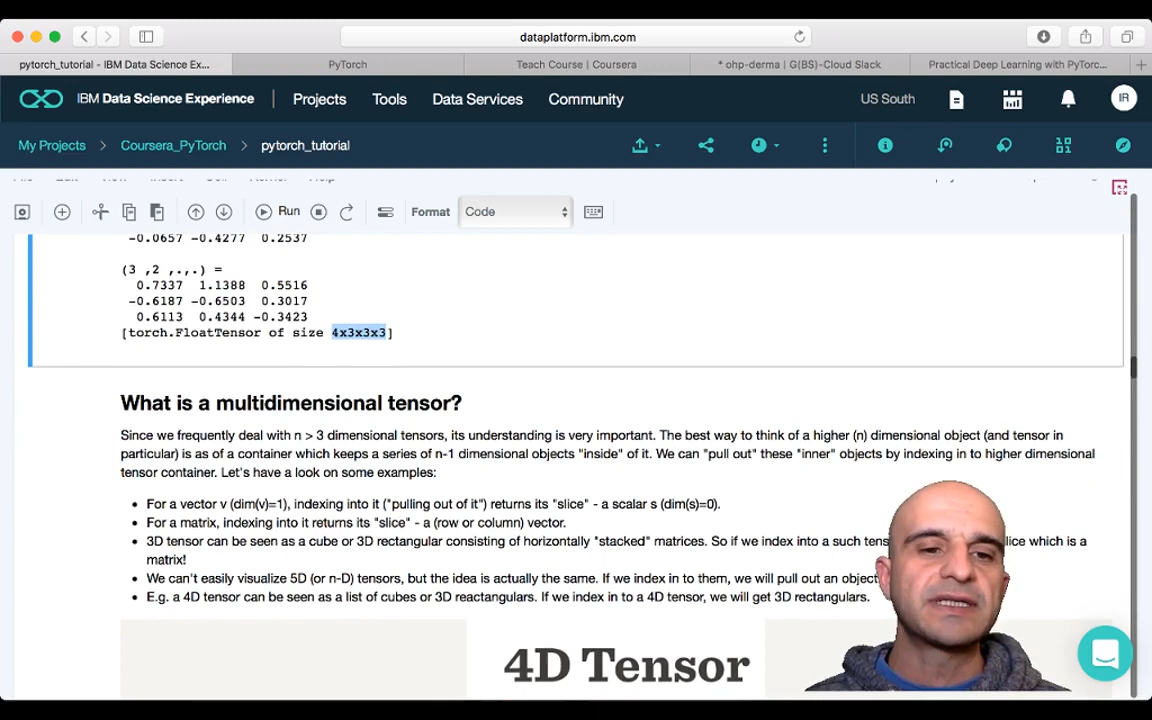 dataplatform.ibm.com
pytorch_tutorial - IBM Data Science Ex...
PyTorch
Teach Course | Coursera
* ohp-derma | G(BS)-Cloud Slack
Practical Deep Learning with PyTorc...
IBM Data Science Experience
Projects
Tools
Data Services
Community
US South
IR
My Projects > Coursera_PyTorch > pytorch_tutorial
Run
Format
Code
-0.0657 -0.4277 0.2537
(3 ,2 ,.,.) =
0.7337 1.1388 0.5516
-0.6187 -0.6503 0.3017
0.6113 0.4344 -0.3423
[torch.FloatTensor of size 4x3x3x3]
What is a multidimensional tensor?
Since we frequently deal with n > 3 dimensional tensors, its understanding is very important. The best way to think of a higher (n) dimensional object (and tensor in
particular) is as of a container which keeps a series of n-1 dimensional objects "inside" of it. We can "pull out" these "inner" objects by indexing in to higher dimensional
tensor container. Let's have a look on some examples:
• For a vector v (dim(v)=1), indexing into it ("pulling out of it") returns its "slice" - a scalar s (dim(s)=0).
• For a matrix, indexing into it returns its "slice" - a (row or column) vector.
• 3D tensor can be seen as a cube or 3D rectangular consisting of horizontally "stacked" matrices. So if we index into a such which is a
matrix!
• We can't easily visualize 5D (or n-D) tensors, but the idea is actually the same. If we index in to them, we will pull out an object
• E.g. a 4D tensor can be seen as a list of cubes or 3D reactangulars. If we index in to a 4D tensor, we will get 3D rectangulars.
4D Tensor